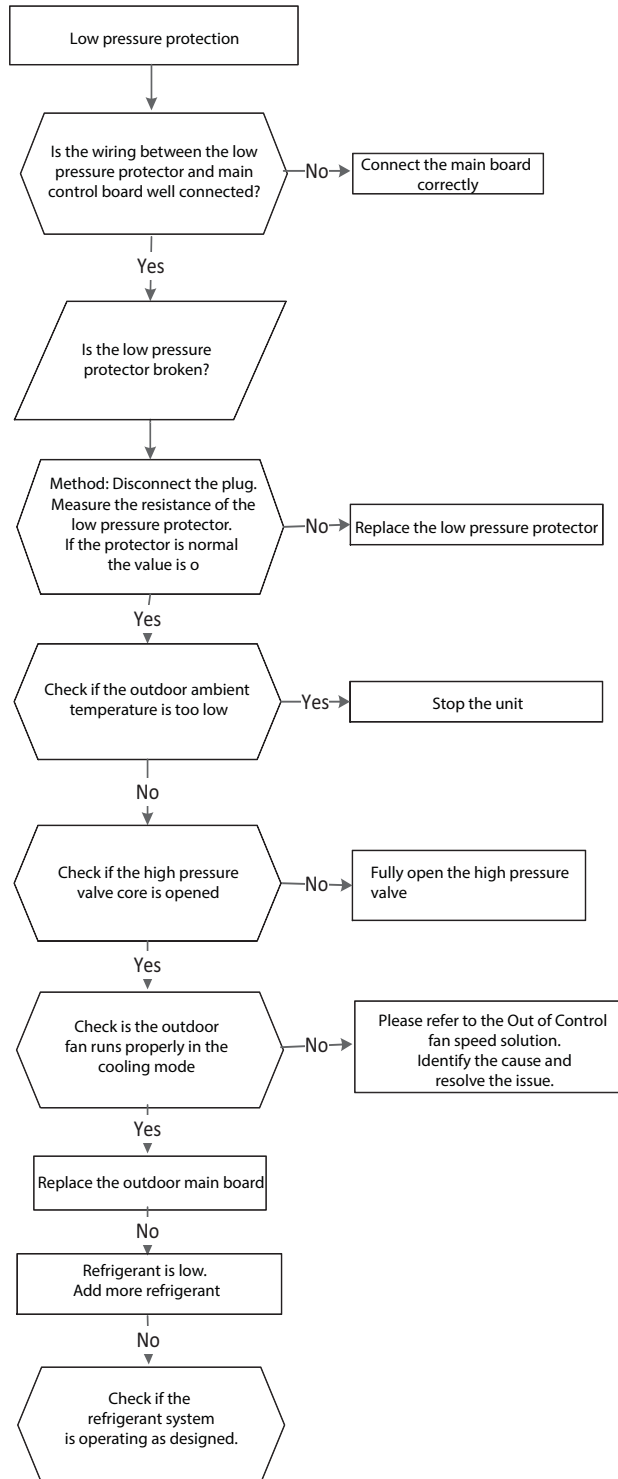 Low pressure protection
Is the wiring between the low
pressure protector and main
control board well connected?
No
Connect the main board
correctly
Yes
Is the low pressure
protector broken?
Method: Disconnect the plug.
Measure the resistance of the
low pressure protector.
If the protector is normal
the value is o
No
Replace the low pressure protector
Yes
Check if the outdoor ambient
temperature is too low
Yes
Stop the unit
No
Check if the high pressure
valve core is opened
No
Fully open the high pressure
valve
Yes
Check is the outdoor
fan runs properly in the
cooling mode
No
Please refer to the Out of Control
fan speed solution.
Identify the cause and
resolve the issue.
Yes
Replace the outdoor main board
No
Refrigerant is low.
Add more refrigerant
No
Check if the
refrigerant system
is operating as designed.